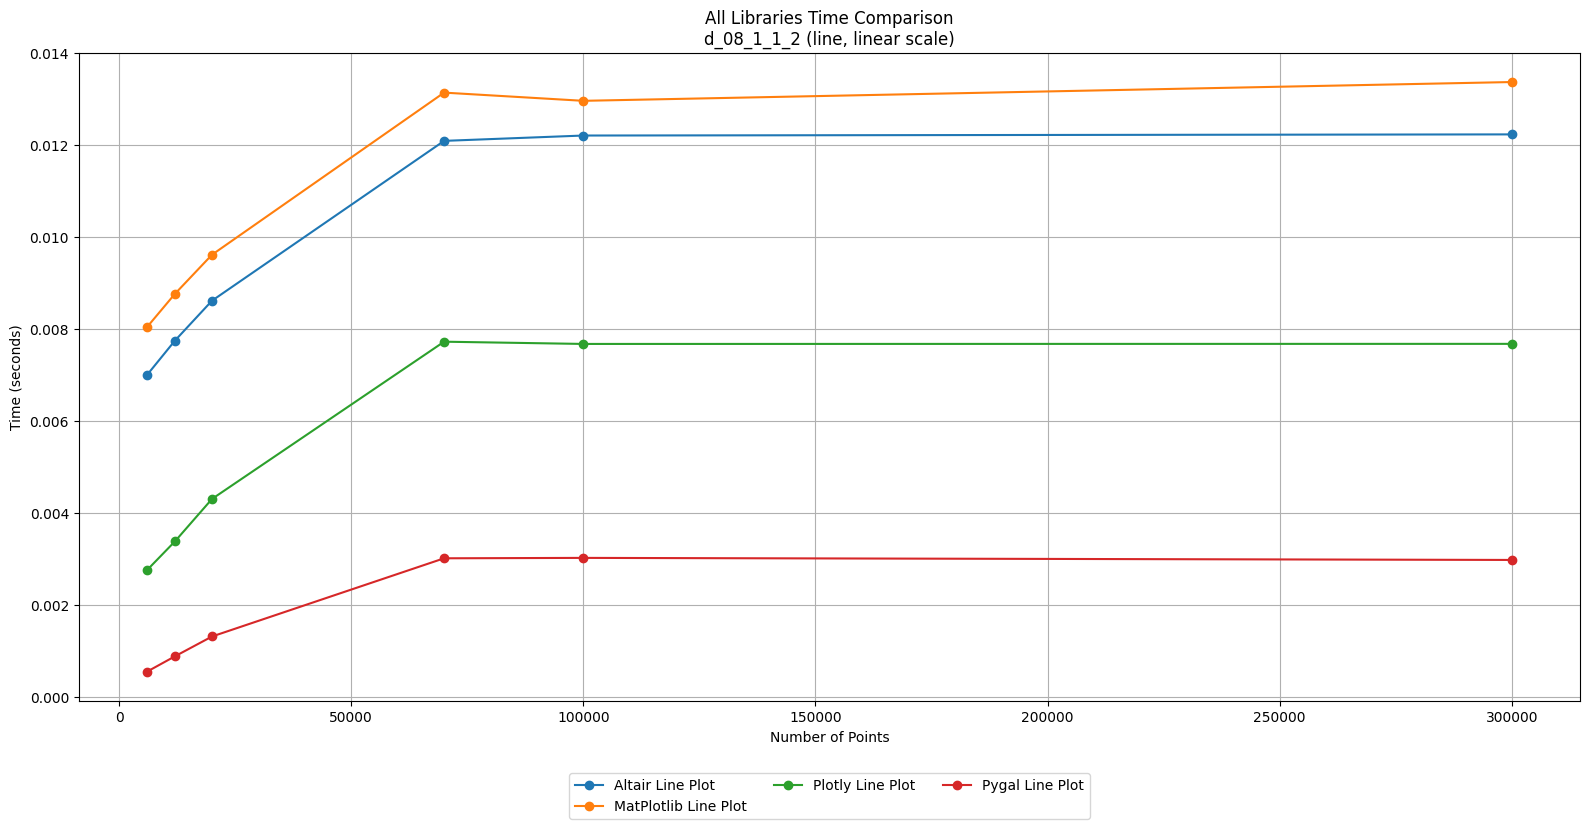 All Libraries Time Comparison
d_08_1_1_2 (line, linear scale)
Time (seconds)
0.014
0.012
0.010
0.008
0.006
0.004
0.002
0.000
0 50000 100000 150000 200000 250000 300000
Number of Points
Altair Line Plot Plotly Line Plot Pygal Line Plot
MatPlotlib Line Plot